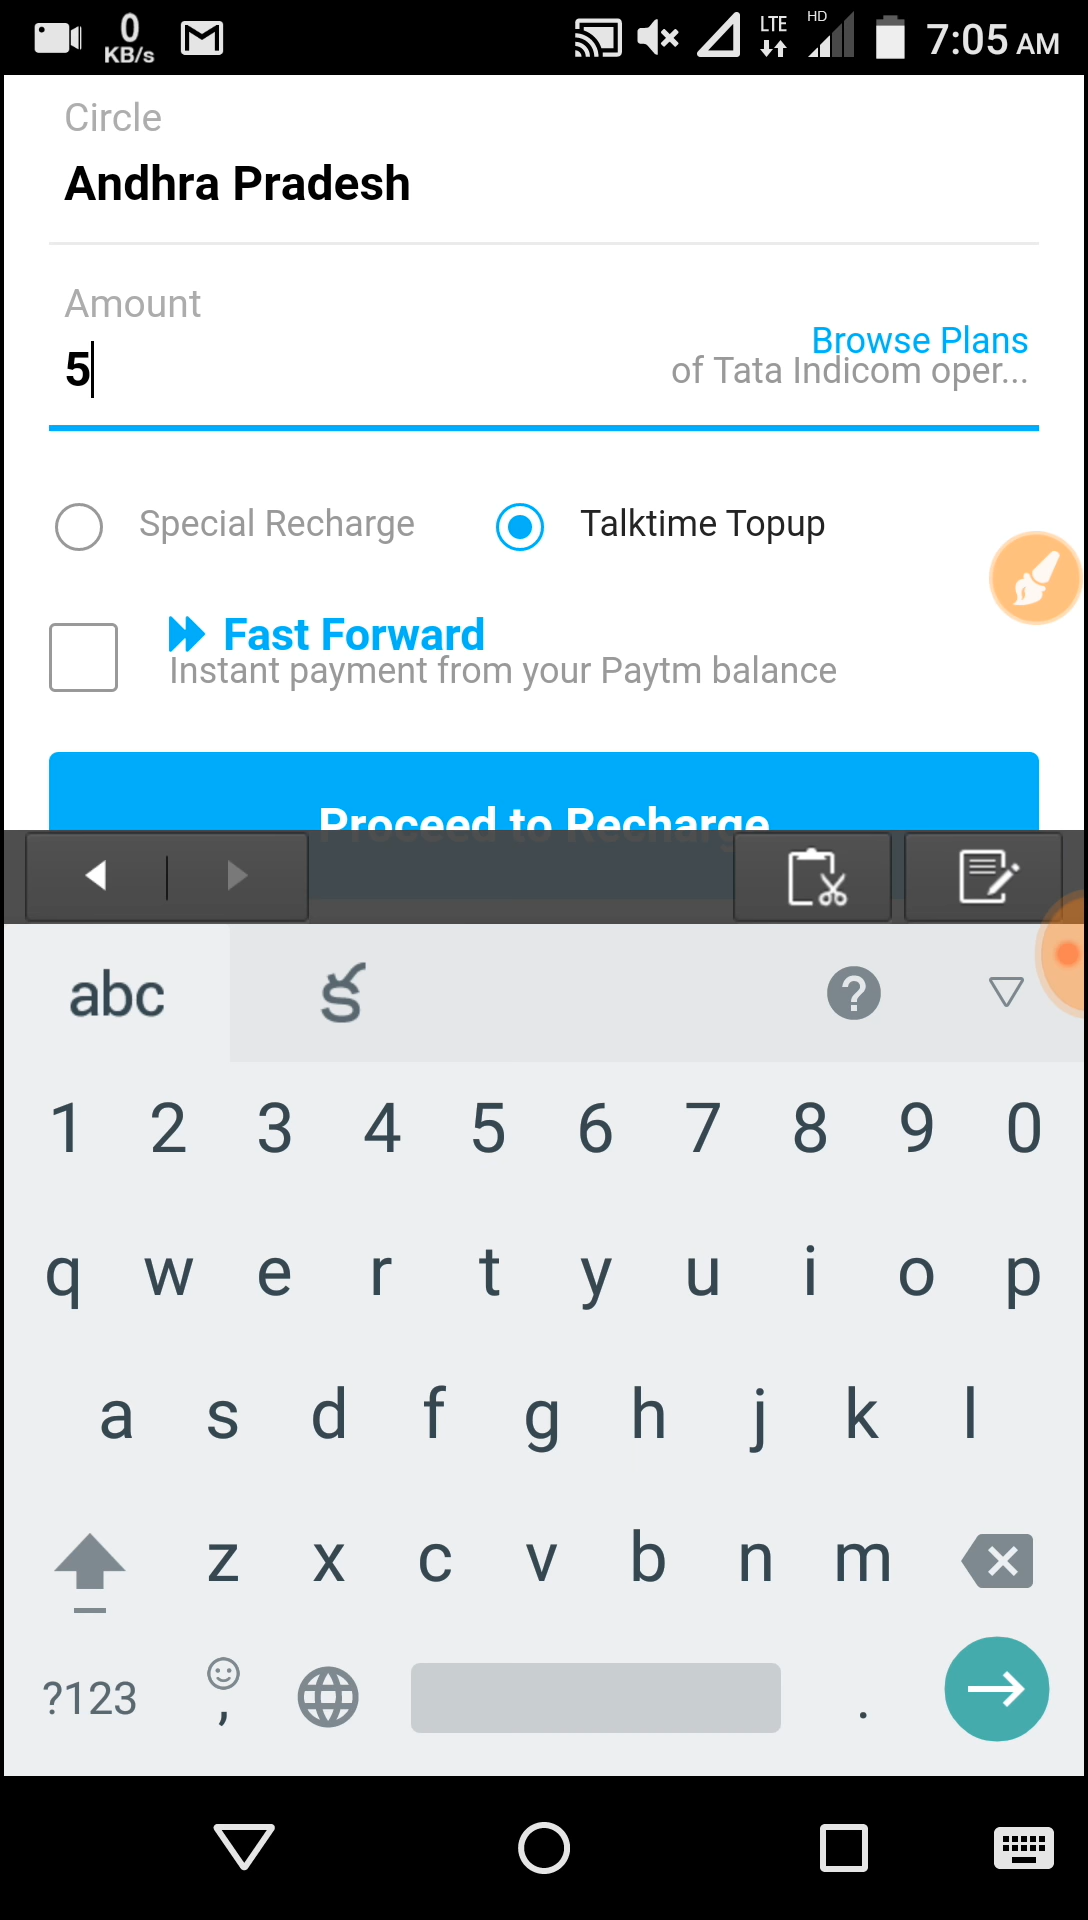 0
KB/s
LTE
HD
7:05 AM
Circle
Andhra Pradesh
Amount
5
Browse Plans
of Tata Indicom oper...
Special Recharge
Talktime Topup
Fast Forward
Instant payment from your Paytm balance
Proceed to Recharge
abc
క
?
1 2 3 4 5 6 7 8 9 0
q w e r t y u i o p
a s d f g h j k l
z x c v b n m
?123 , .